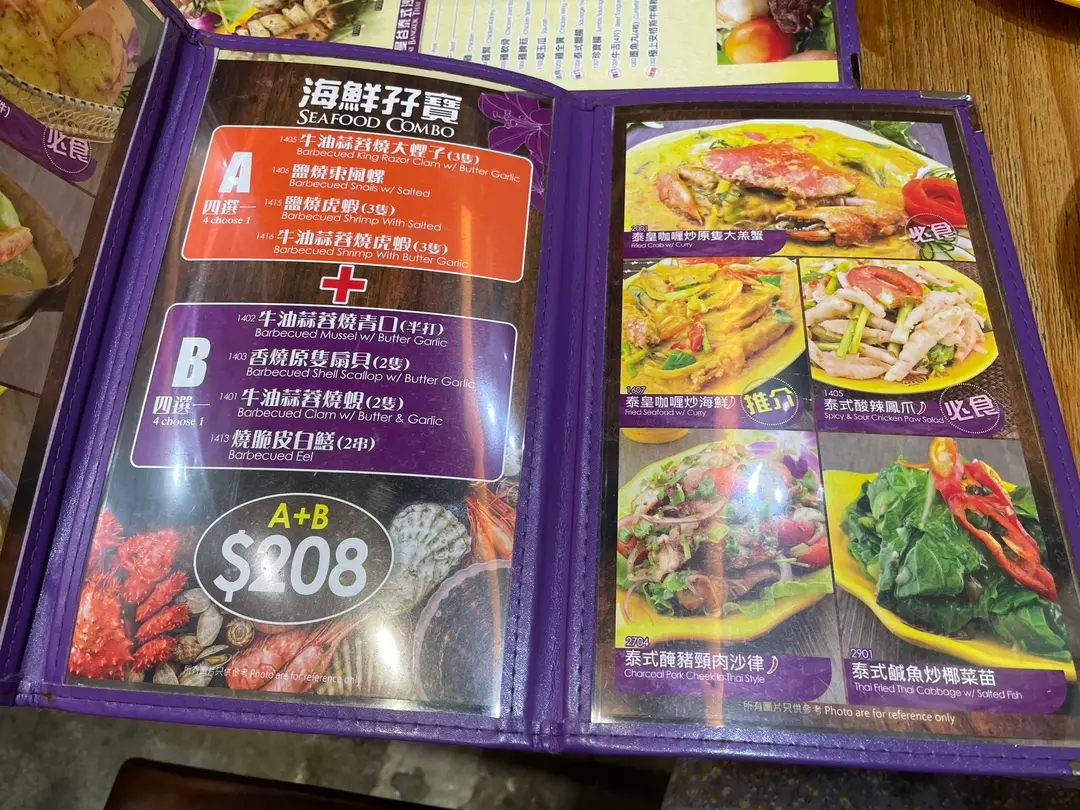 海鮮孖寶
SEAFOOD COMBO
A
四選一
4 choose 1
1405 牛油蒜蓉燒大蟶子(3隻)
Barbecued King Razor Clam w/ Butter Garlic
1406 鹽燒東風螺
Barbecued Snails w/ Salted
1415 鹽燒虎蝦(3隻)
Barbecued Shrimp With Salted
1416 牛油蒜蓉燒虎蝦(3隻)
Barbecued Shrimp With Butter Garlic
+
B
四選一
4 choose 1
1402 牛油蒜蓉燒青口(半打)
Barbecued Mussel w/ Butter Garlic
1403 香燒原隻扇貝(2隻)
Barbecued Shell Scallop w/ Butter Garlic
1401 牛油蒜蓉燒蜆(2隻)
Barbecued Clam w/ Butter & Garlic
1413 燒脆皮白鱔(2串)
Barbecued Eel
A+B
$208
所有圖片只供參考 Photo are for reference only
泰皇咖喱炒原隻大羔蟹
Fried Crab w/ Curry
必食
1607
泰皇咖喱炒海鮮
Fried Seafood w/ Curry
推介
1405
泰式酸辣鳳爪
Spicy & Sour Chicken Paw Salad
必食
2704
泰式醃豬頸肉沙律
Charcoal Pork Cheek In Thai Style
2901
泰式鹹魚炒椰菜苗
Thai Fried Thai Cabbage w/ Salted Fish
所有圖片只供參考 Photo are for reference only
必食